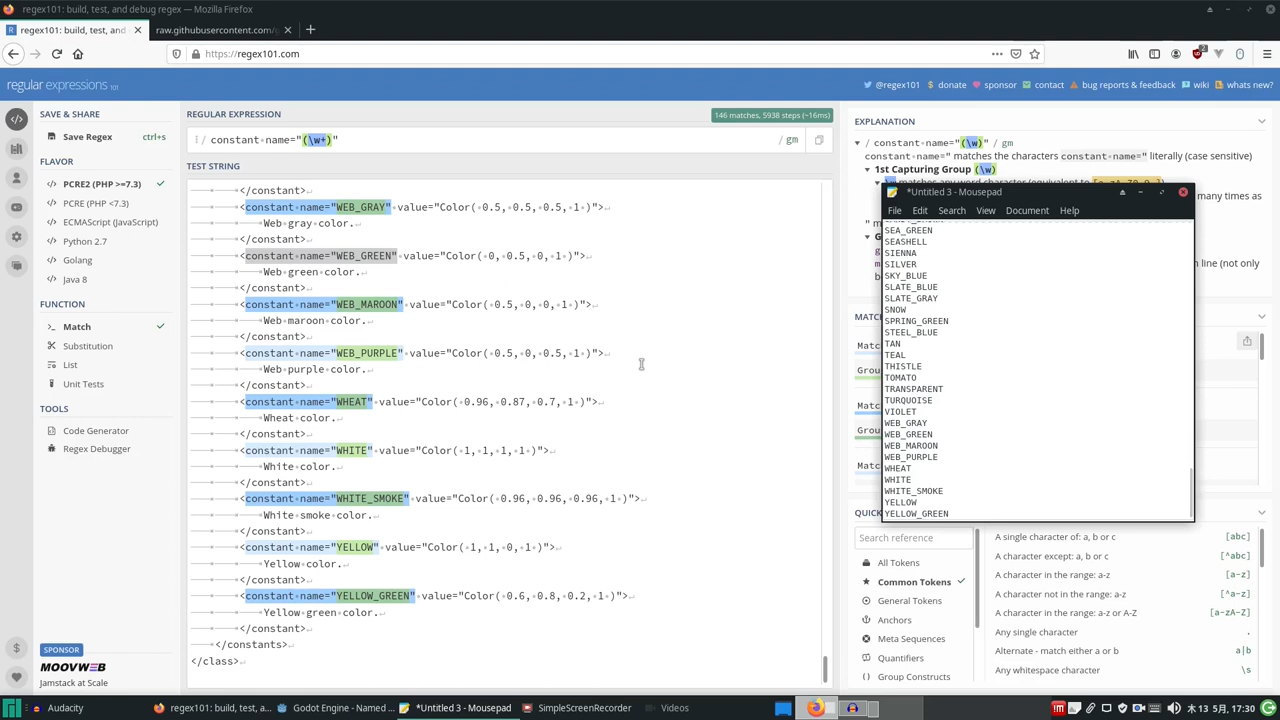 regex101: build, test, and debug regex — Mozilla Firefox
regex101: build, test, and
raw.githubusercontent.com/g
https://regex101.com
2
regular expressions 101
@regex101
donate
sponsor
contact
bug reports & feedback
wiki
whats new?
SAVE & SHARE
Save Regex
ctrl+s
FLAVOR
PCRE2 (PHP >=7.3)
PCRE (PHP <7.3)
ECMAScript (JavaScript)
Python 2.7
Golang
Java 8
FUNCTION
Match
Substitution
List
Unit Tests
TOOLS
Code Generator
Regex Debugger
SPONSOR
MOOVWEB
Jamstack at Scale
REGULAR EXPRESSION
146 matches, 5938 steps (~16ms)
/ constant·name="(\w+)"
/ gm
TEST STRING
</constant>
<constant·name="WEB_GRAY"·value="Color(·0.5,·0.5,·0.5,·1·)">
Web·gray·color.
</constant>
<constant·name="WEB_GREEN"·value="Color(·0,·0.5,·0,·1·)">
Web·green·color.
</constant>
<constant·name="WEB_MAROON"·value="Color(·0.5,·0,·0,·1·)">
Web·maroon·color.
</constant>
<constant·name="WEB_PURPLE"·value="Color(·0.5,·0,·0.5,·1·)">
Web·purple·color.
</constant>
<constant·name="WHEAT"·value="Color(·0.96,·0.87,·0.7,·1·)">
Wheat·color.
</constant>
<constant·name="WHITE"·value="Color(·1,·1,·1,·1·)">
White·color.
</constant>
<constant·name="WHITE_SMOKE"·value="Color(·0.96,·0.96,·0.96,·1·)">
White·smoke·color.
</constant>
<constant·name="YELLOW"·value="Color(·1,·1,·0,·1·)">
Yellow·color.
</constant>
<constant·name="YELLOW_GREEN"·value="Color(·0.6,·0.8,·0.2,·1·)">
Yellow·green·color.
</constant>
</constants>
</class>
EXPLANATION
/ constant name="(\w)" / gm
constant name=" matches the characters constant name=" literally (case sensitive)
1st Capturing Group (\w)
many times as
line (not only
*Untitled 3 - Mousepad
File Edit Search View Document Help
SEA_GREEN
SEASHELL
SIENNA
SILVER
SKY_BLUE
SLATE_BLUE
SLATE_GRAY
SNOW
SPRING_GREEN
STEEL_BLUE
TAN
TEAL
THISTLE
TOMATO
TRANSPARENT
TURQUOISE
VIOLET
WEB_GRAY
WEB_GREEN
WEB_MAROON
WEB_PURPLE
WHEAT
WHITE
WHITE_SMOKE
YELLOW
YELLOW_GREEN
Search reference
All Tokens
Common Tokens
General Tokens
Anchors
Meta Sequences
Quantifiers
Group Constructs
A single character of: a, b or c
[abc]
A character except: a, b or c
[^abc]
A character in the range: a-z
[a-z]
A character not in the range: a-z
[^a-z]
A character in the range: a-z or A-Z
[a-zA-Z]
Any single character
.
Alternate - match either a or b
a|b
Any whitespace character
\s
Audacity
regex101: build, test, a...
Godot Engine - Named ...
*Untitled 3 - Mousepad
SimpleScreenRecorder
Videos
木 13 5月, 17:30